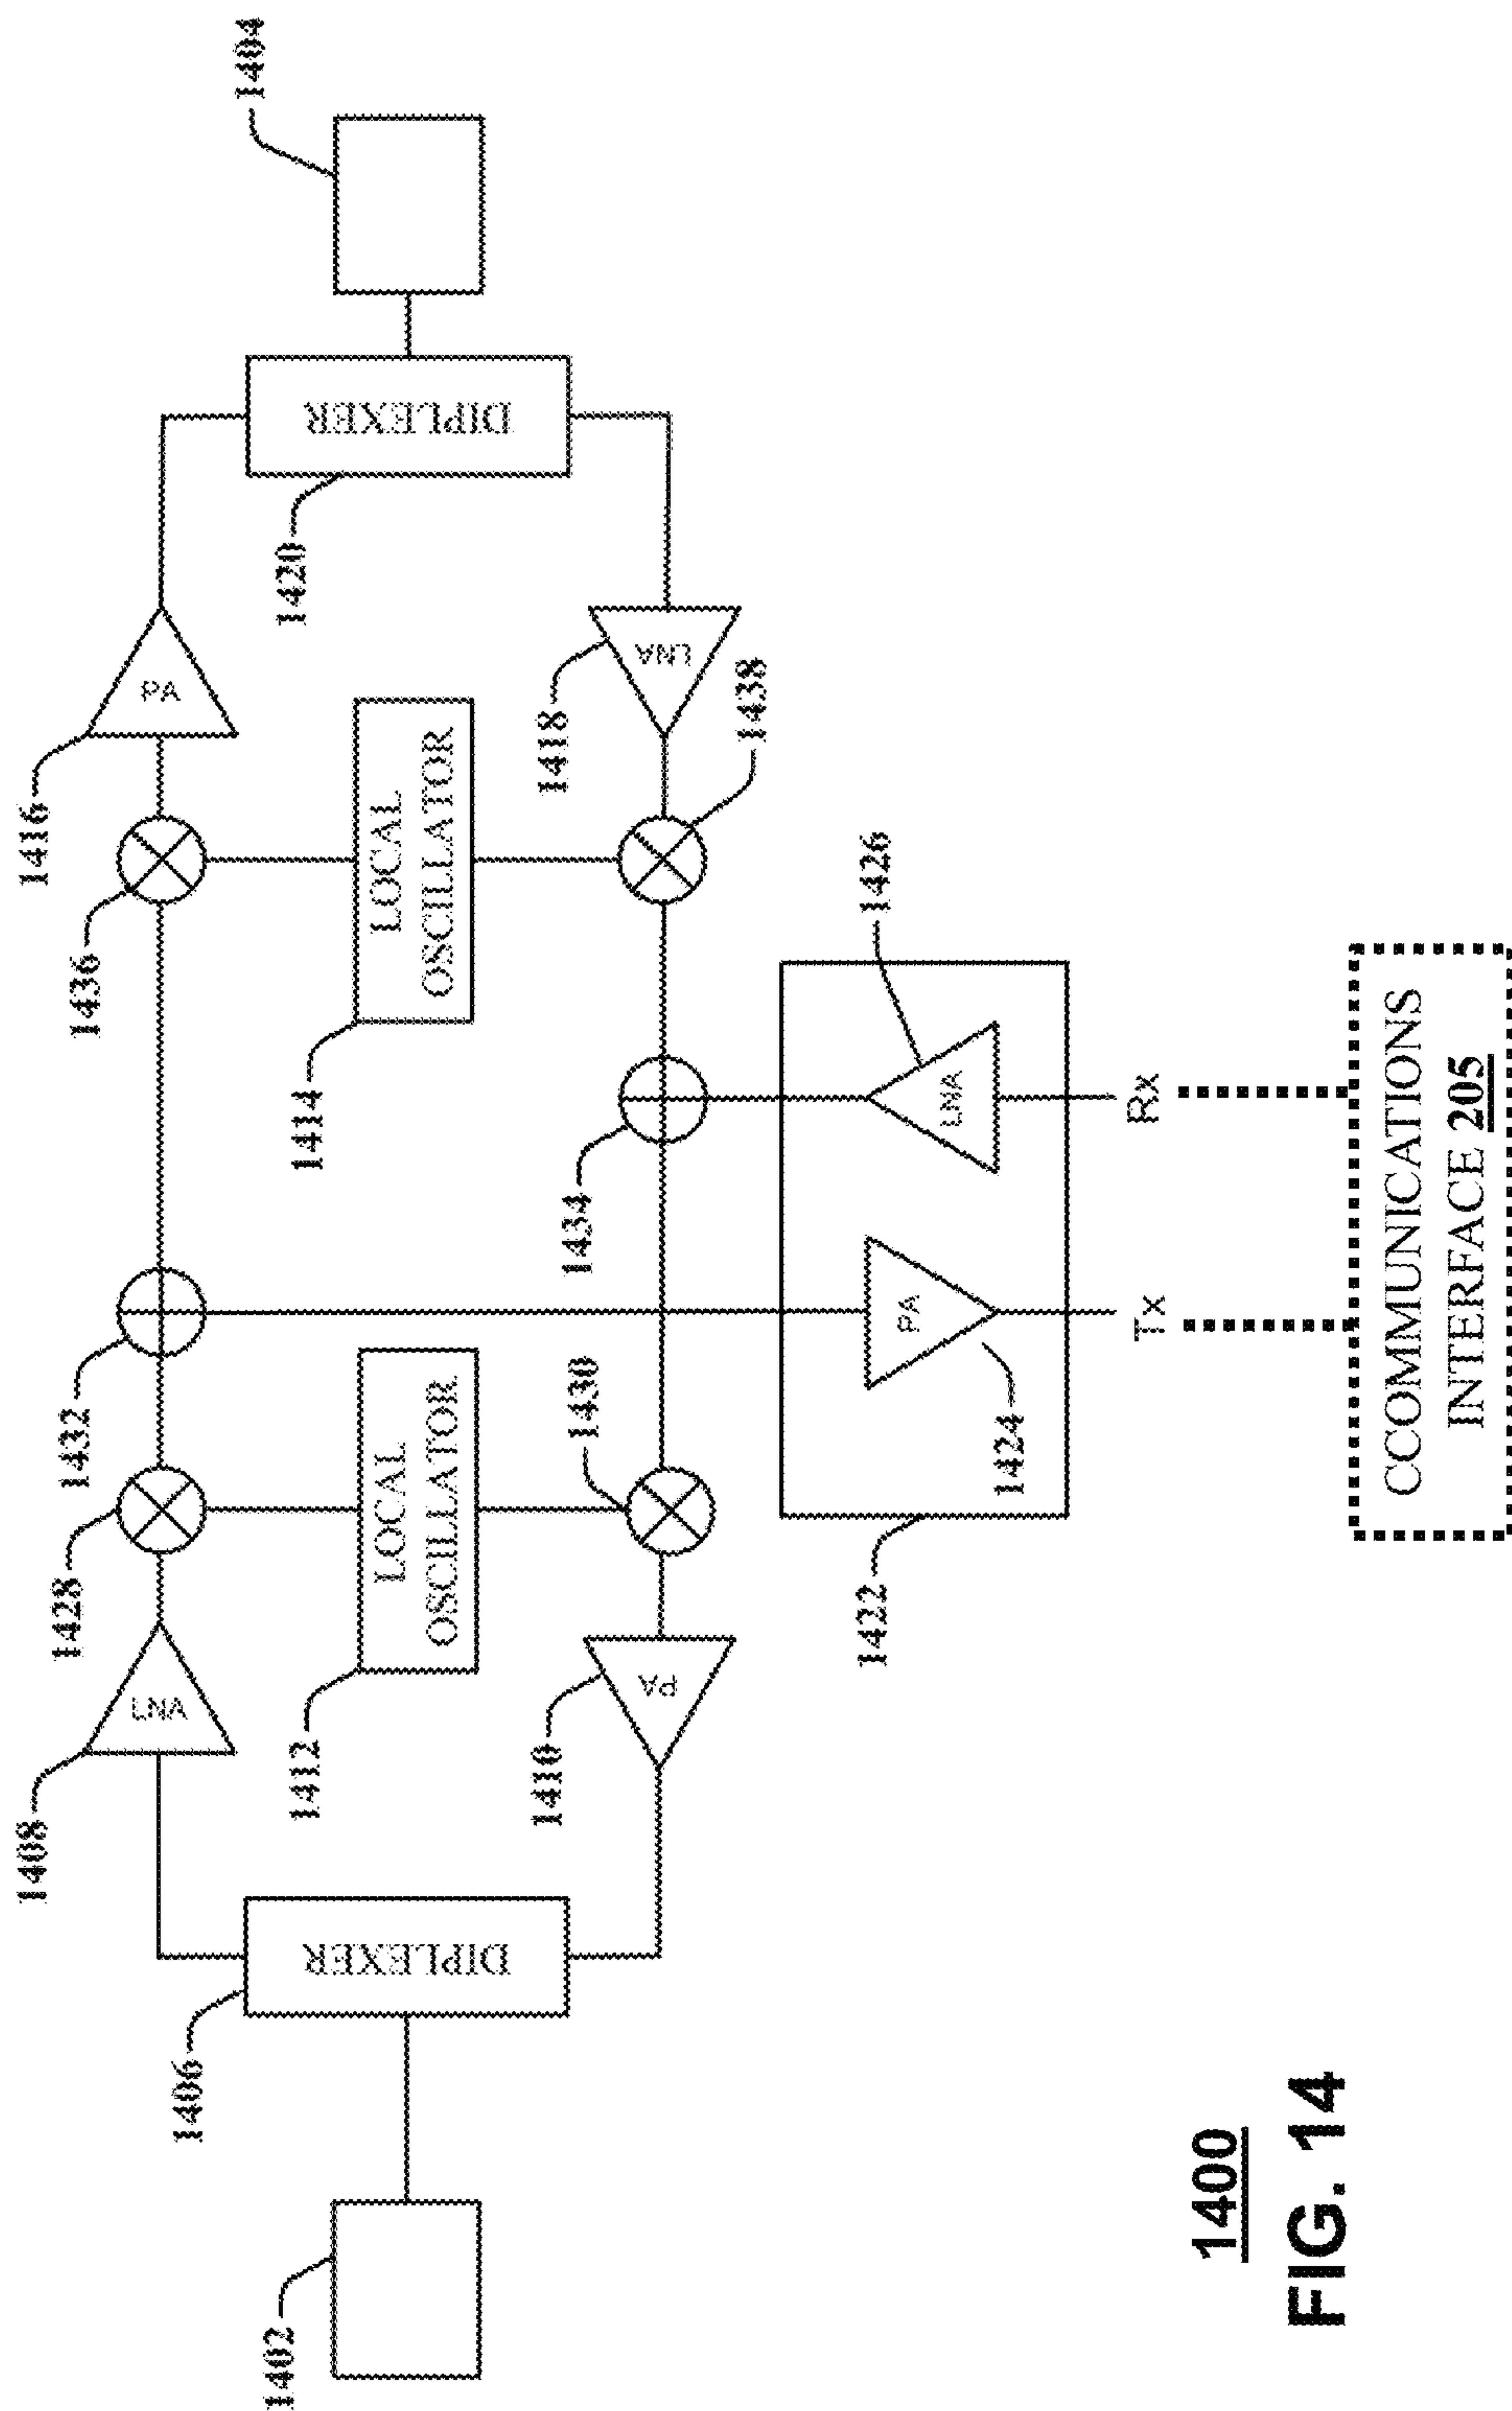 1404
1416
1436
PA
1420
DIPLEXER
1414
LOCAL
OSCILLATOR
1418
LNA
1438
1426
LNA
Rx
1434
1432
1428
1412
LOCAL
OSCILLATOR
1430
PA
1424
Tx
1422
CCOMMUNICATIONS
INTERFACE 205
1408
LNA
1410
PA
1406
DIPLEXER
1402
1400
FIG. 14